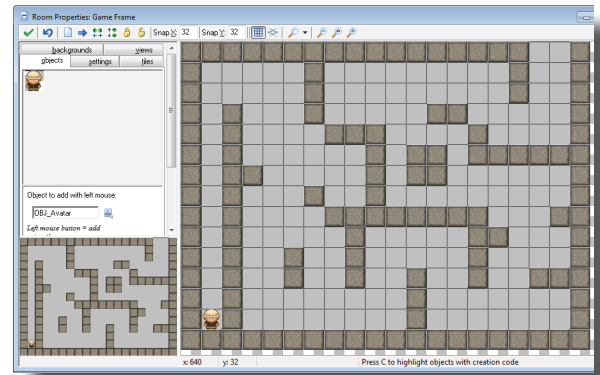 Room Properties: Game Frame
Snap X: 32 Snap Y: 32
backgrounds views
objects settings tiles
Object to add with left mouse:
OBJ_Avatar
Left mouse button = add
x: 640 y: 32 Press C to highlight objects with creation code